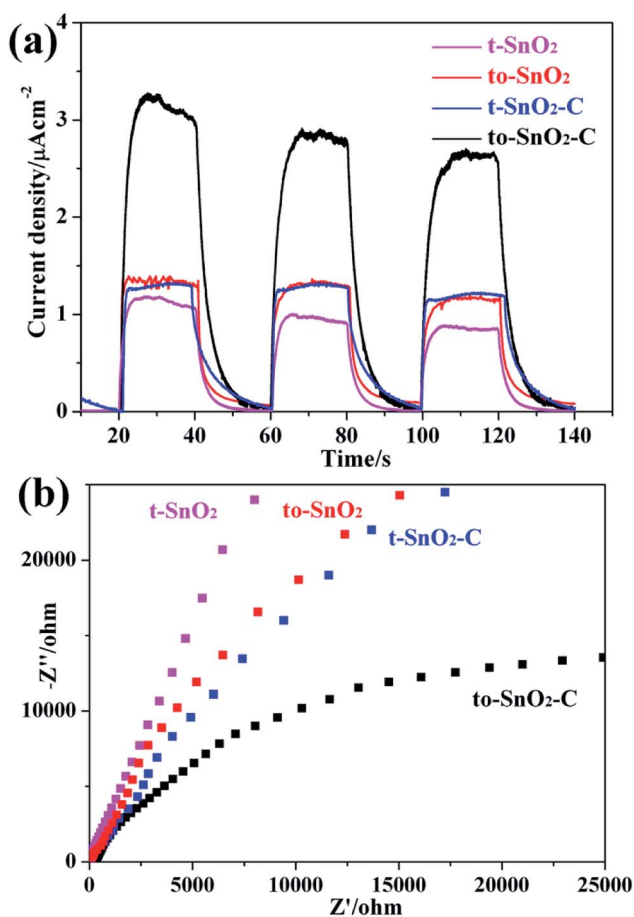 (a)
t-SnO₂
to-SnO₂
t-SnO₂-C
to-SnO₂-C
Current density/μAcm⁻²
4
3
2
1
0
20 40 60 80 100 120 140
Time/s
(b)
t-SnO₂
to-SnO₂
t-SnO₂-C
to-SnO₂-C
-Z''/ohm
20000
10000
0
0 5000 10000 15000 20000 25000
Z'/ohm